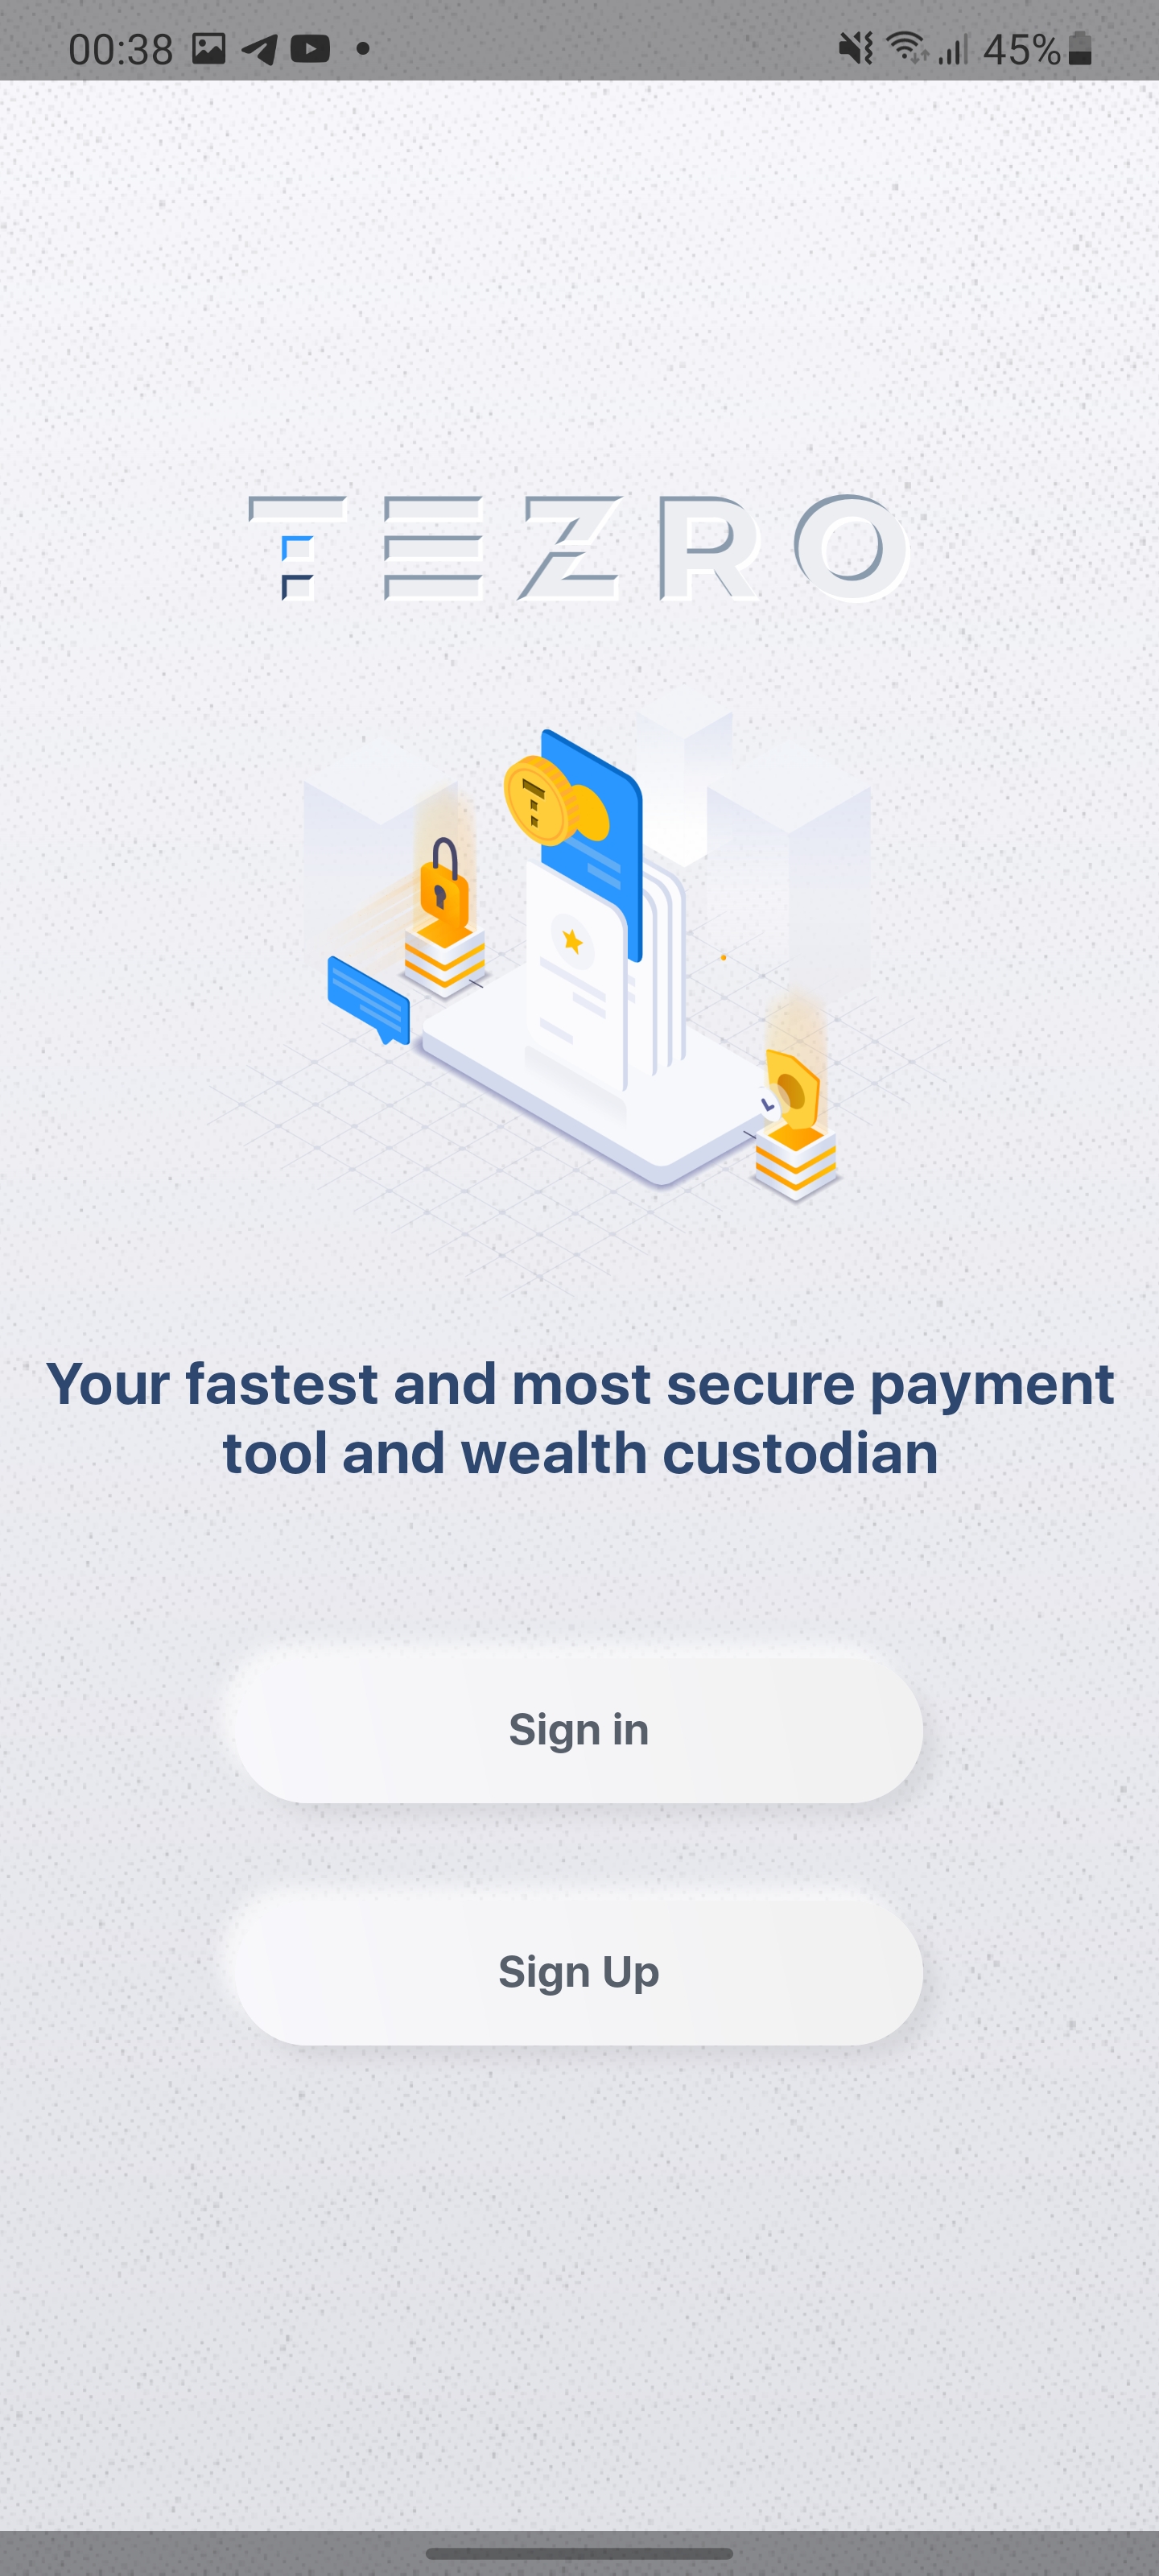 00:38 45%
TEZRO
Your fastest and most secure payment
tool and wealth custodian
Sign in
Sign Up